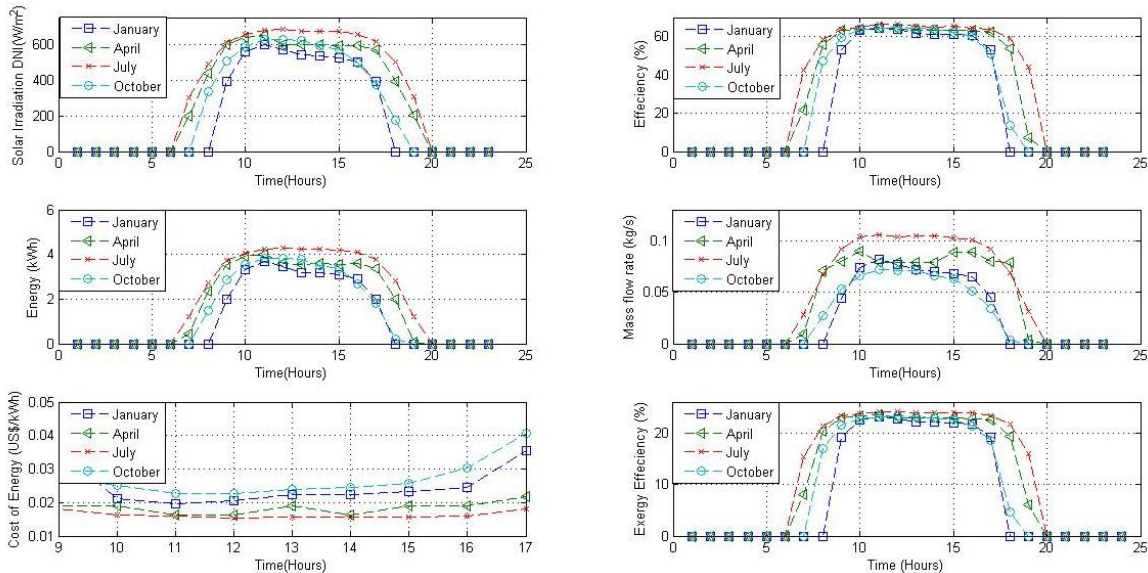 Solar Irradiation DNI(W/m²)
600
400
200
0
January
April
July
October
0 5 10 15 20 25
Time(Hours)
Effeciency (%)
60
40
20
0
January
April
July
October
0 5 10 15 20 25
Time(Hours)
Energy (kWh)
6
4
2
0
January
April
July
October
0 5 10 15 20 25
Time(Hours)
Mass flow rate (kg/s)
0.1
0.05
0
January
April
July
October
0 5 10 15 20 25
Time(Hours)
Cost of Energy (US$/kWh)
0.05
0.04
0.03
0.02
0.01
January
April
July
October
9 10 11 12 13 14 15 16 17
Time(Hours)
Exergy Effeciency (%)
20
10
0
January
April
July
October
0 5 10 15 20 25
Time (Hours)